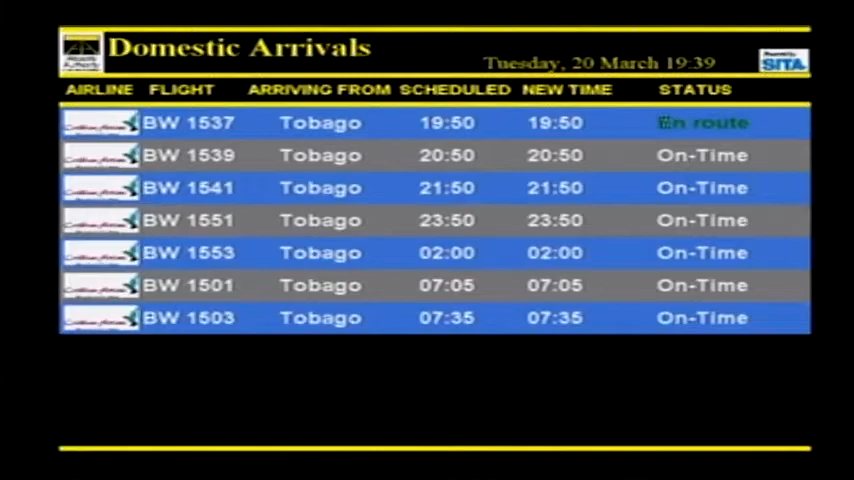 Domestic Arrivals
Tuesday, 20 March 19:39
SITA
AIRLINE FLIGHT ARRIVING FROM SCHEDULED NEW TIME STATUS
BW 1537 Tobago 19:50 19:50 En route
BW 1539 Tobago 20:50 20:50 On-Time
BW 1541 Tobago 21:50 21:50 On-Time
BW 1551 Tobago 23:50 23:50 On-Time
BW 1553 Tobago 02:00 02:00 On-Time
BW 1501 Tobago 07:05 07:05 On-Time
BW 1503 Tobago 07:35 07:35 On-Time